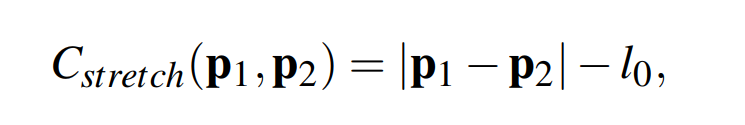 C_{stretch}(𝐩₁, 𝐩₂) = |𝐩₁ − 𝐩₂| − l₀,